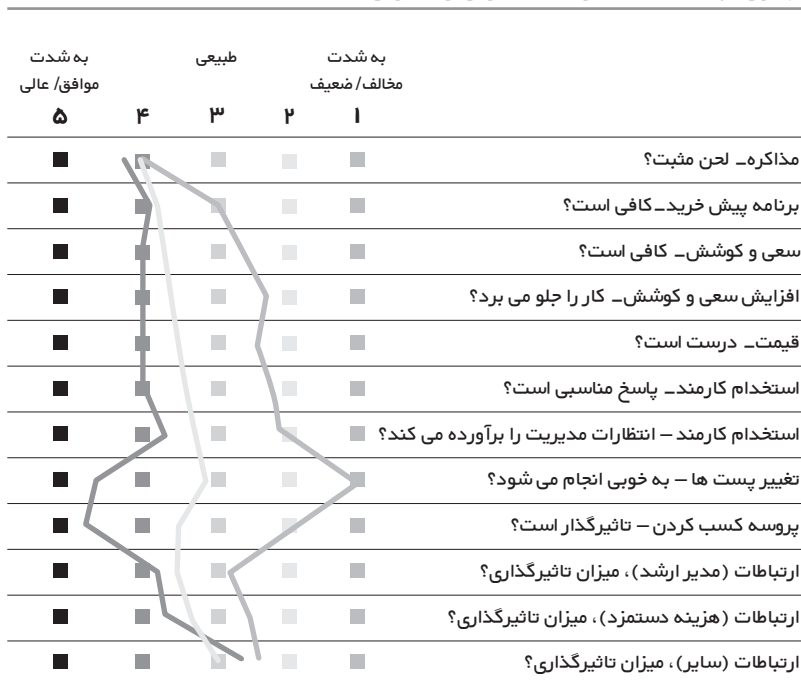 به شدت مخالف/ضعیف
طبیعی
به شدت موافق/عالی
۱ ۲ ۳ ۴ ۵
مذاکره_ لحن مثبت؟
برنامه پیش خرید_کافی است؟
سعی و کوشش_ کافی است؟
افزایش سعی و کوشش_ کار را جلو می برد؟
قیمت_ درست است؟
استخدام کارمند_ پاسخ مناسبی است؟
استخدام کارمند – انتظارات مدیریت را برآورده می کند؟
تغییر پست ها – به خوبی انجام می شود؟
پروسه کسب کردن – تاثیرگذار است؟
ارتباطات (مدیر ارشد)، میزان تاثیرگذاری؟
ارتباطات (هزینه دستمزد)، میزان تاثیرگذاری؟
ارتباطات (سایر)، میزان تاثیرگذاری؟